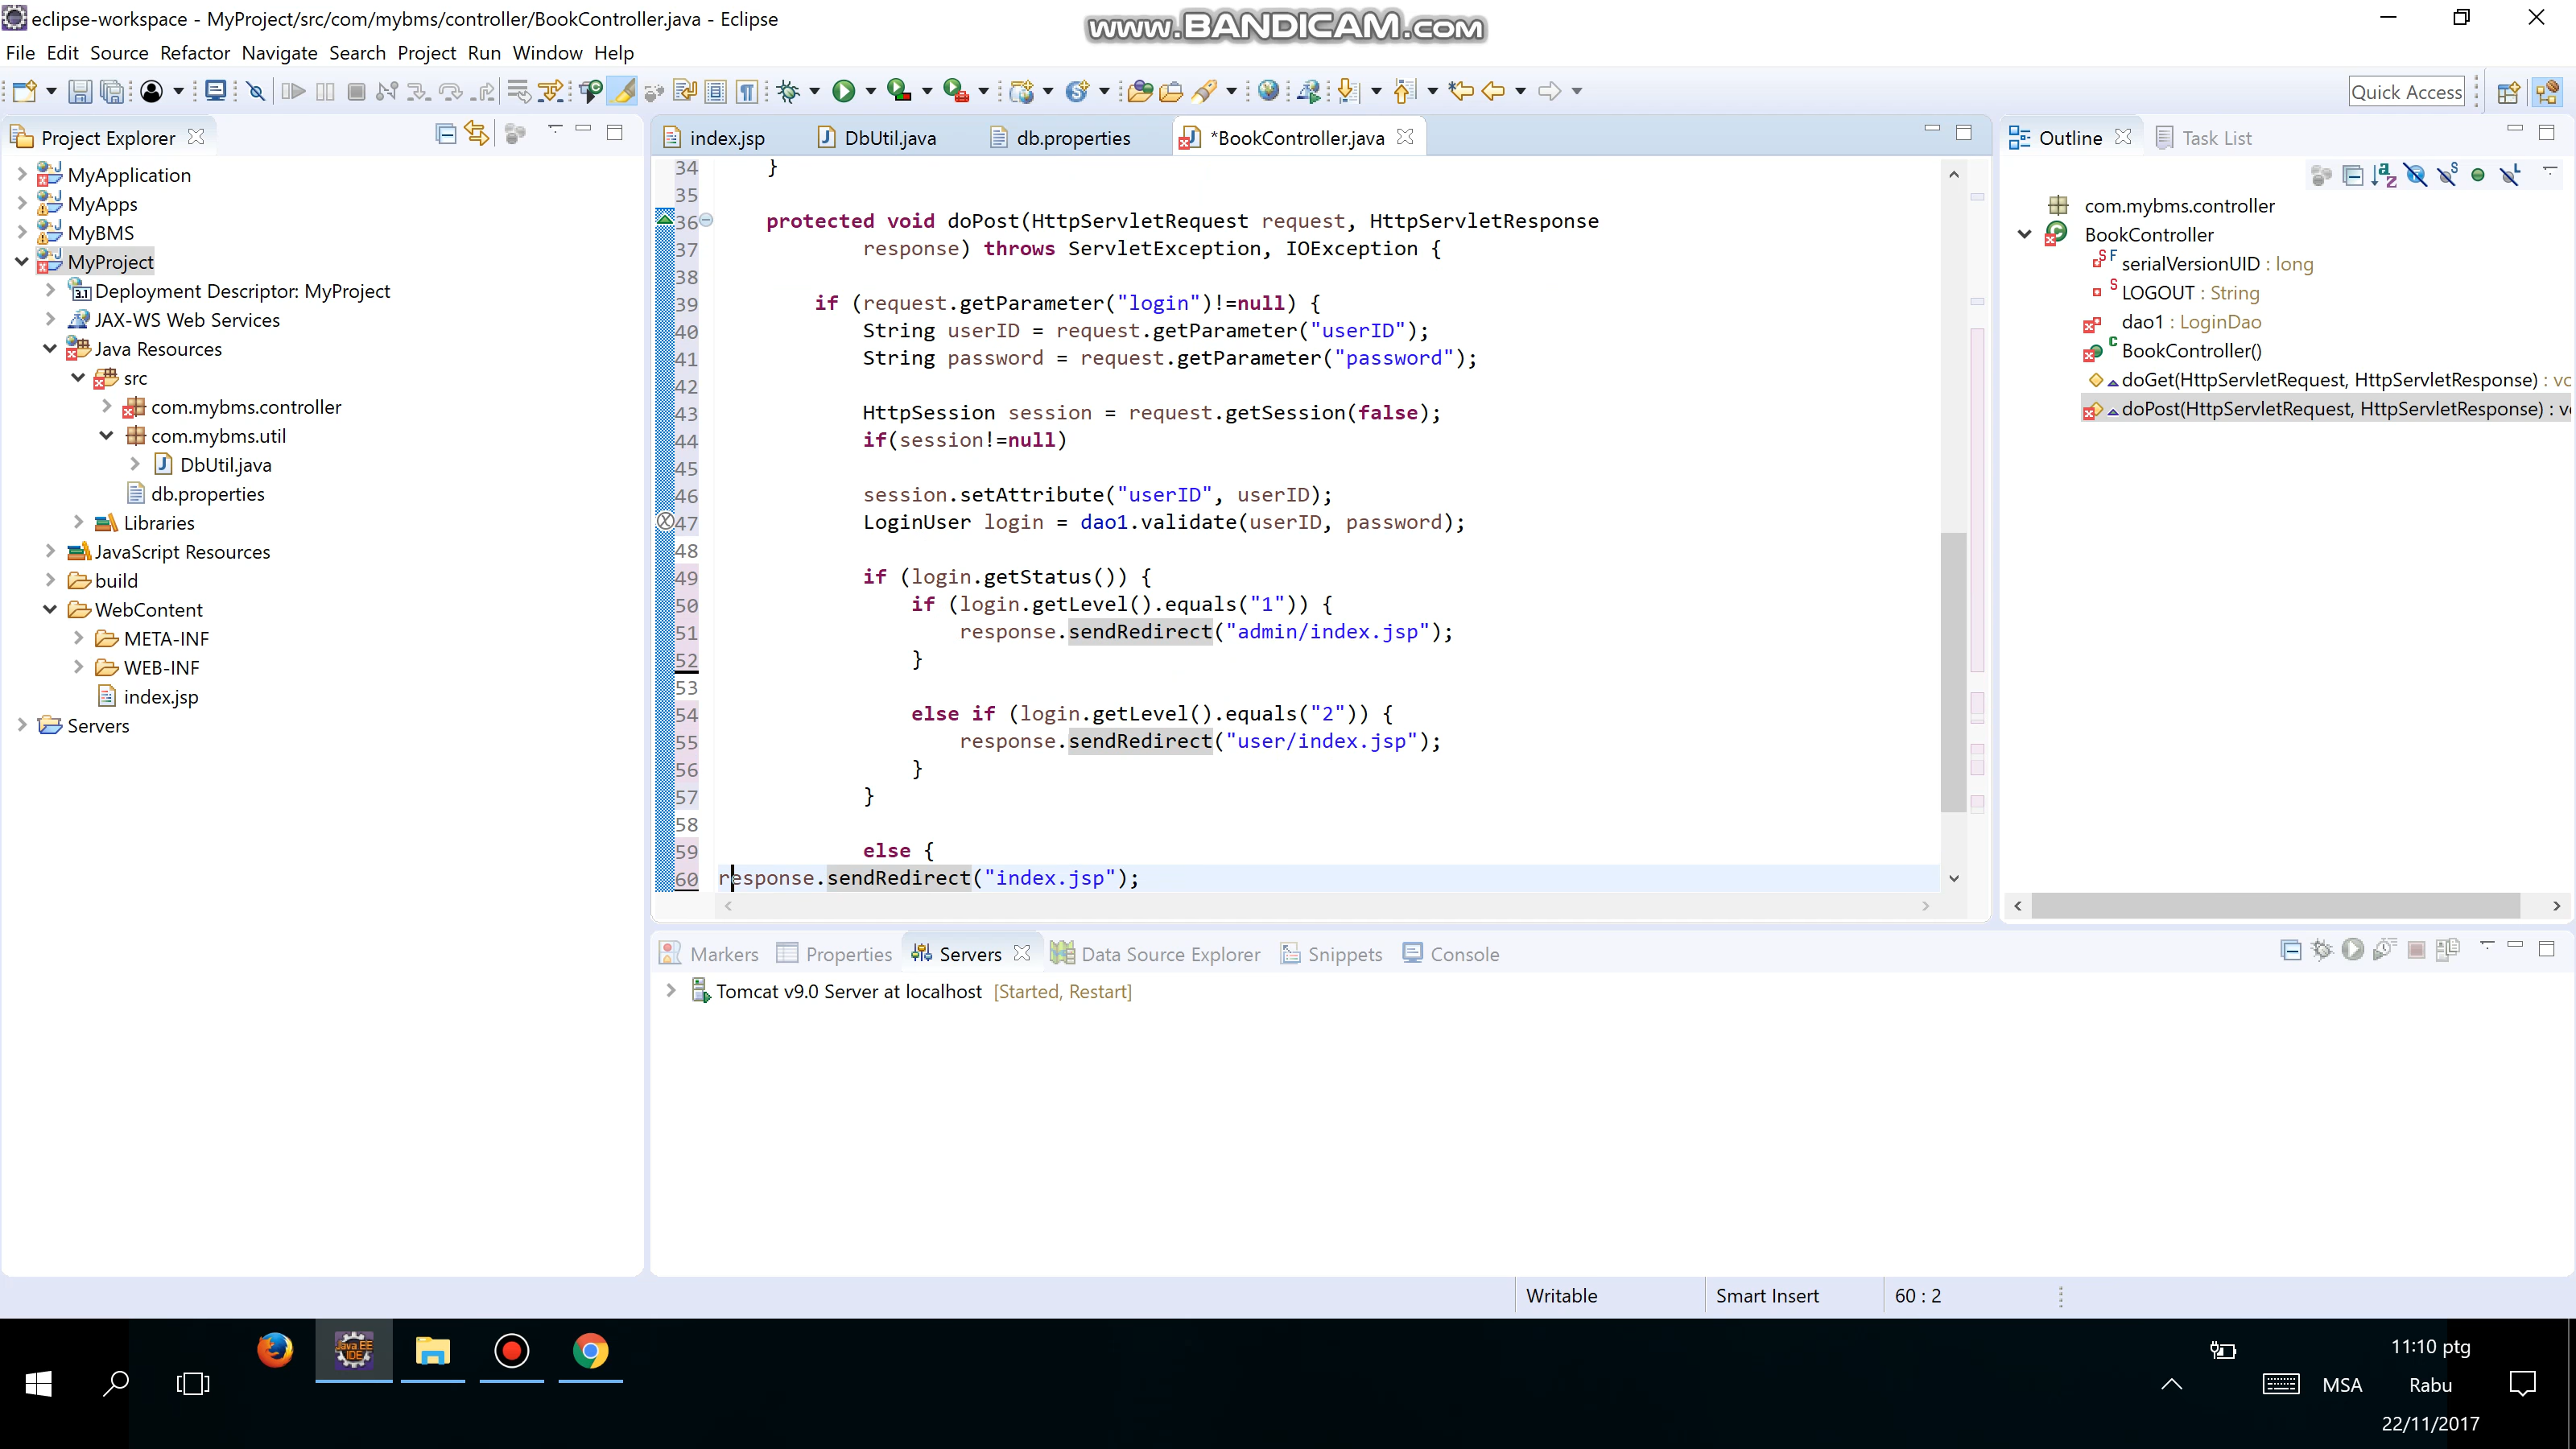 eclipse-workspace - MyProject/src/com/mybms/controller/BookController.java - Eclipse
www.BANDICAM.com
File Edit Source Refactor Navigate Search Project Run Window Help
Quick Access
Project Explorer
MyApplication
MyApps
MyBMS
MyProject
Deployment Descriptor: MyProject
JAX-WS Web Services
Java Resources
src
com.mybms.controller
com.mybms.util
DbUtil.java
db.properties
Libraries
JavaScript Resources
build
WebContent
META-INF
WEB-INF
index.jsp
Servers
index.jsp DbUtil.java db.properties *BookController.java
34 }
35
36 protected void doPost(HttpServletRequest request, HttpServletResponse
37 response) throws ServletException, IOException {
38
39 if (request.getParameter("login")!=null) {
40 String userID = request.getParameter("userID");
41 String password = request.getParameter("password");
42
43 HttpSession session = request.getSession(false);
44 if(session!=null)
45
46 session.setAttribute("userID", userID);
47 LoginUser login = dao1.validate(userID, password);
48
49 if (login.getStatus()) {
50 if (login.getLevel().equals("1")) {
51 response.sendRedirect("admin/index.jsp");
52 }
53
54 else if (login.getLevel().equals("2")) {
55 response.sendRedirect("user/index.jsp");
56 }
57 }
58
59 else {
60 response.sendRedirect("index.jsp");
Outline Task List
com.mybms.controller
BookController
serialVersionUID : long
LOGOUT : String
dao1 : LoginDao
BookController()
doGet(HttpServletRequest, HttpServletResponse) : vo
doPost(HttpServletRequest, HttpServletResponse) : v
Markers Properties Servers Data Source Explorer Snippets Console
Tomcat v9.0 Server at localhost [Started, Restart]
Writable Smart Insert 60 : 2
11:10 ptg
MSA Rabu
22/11/2017